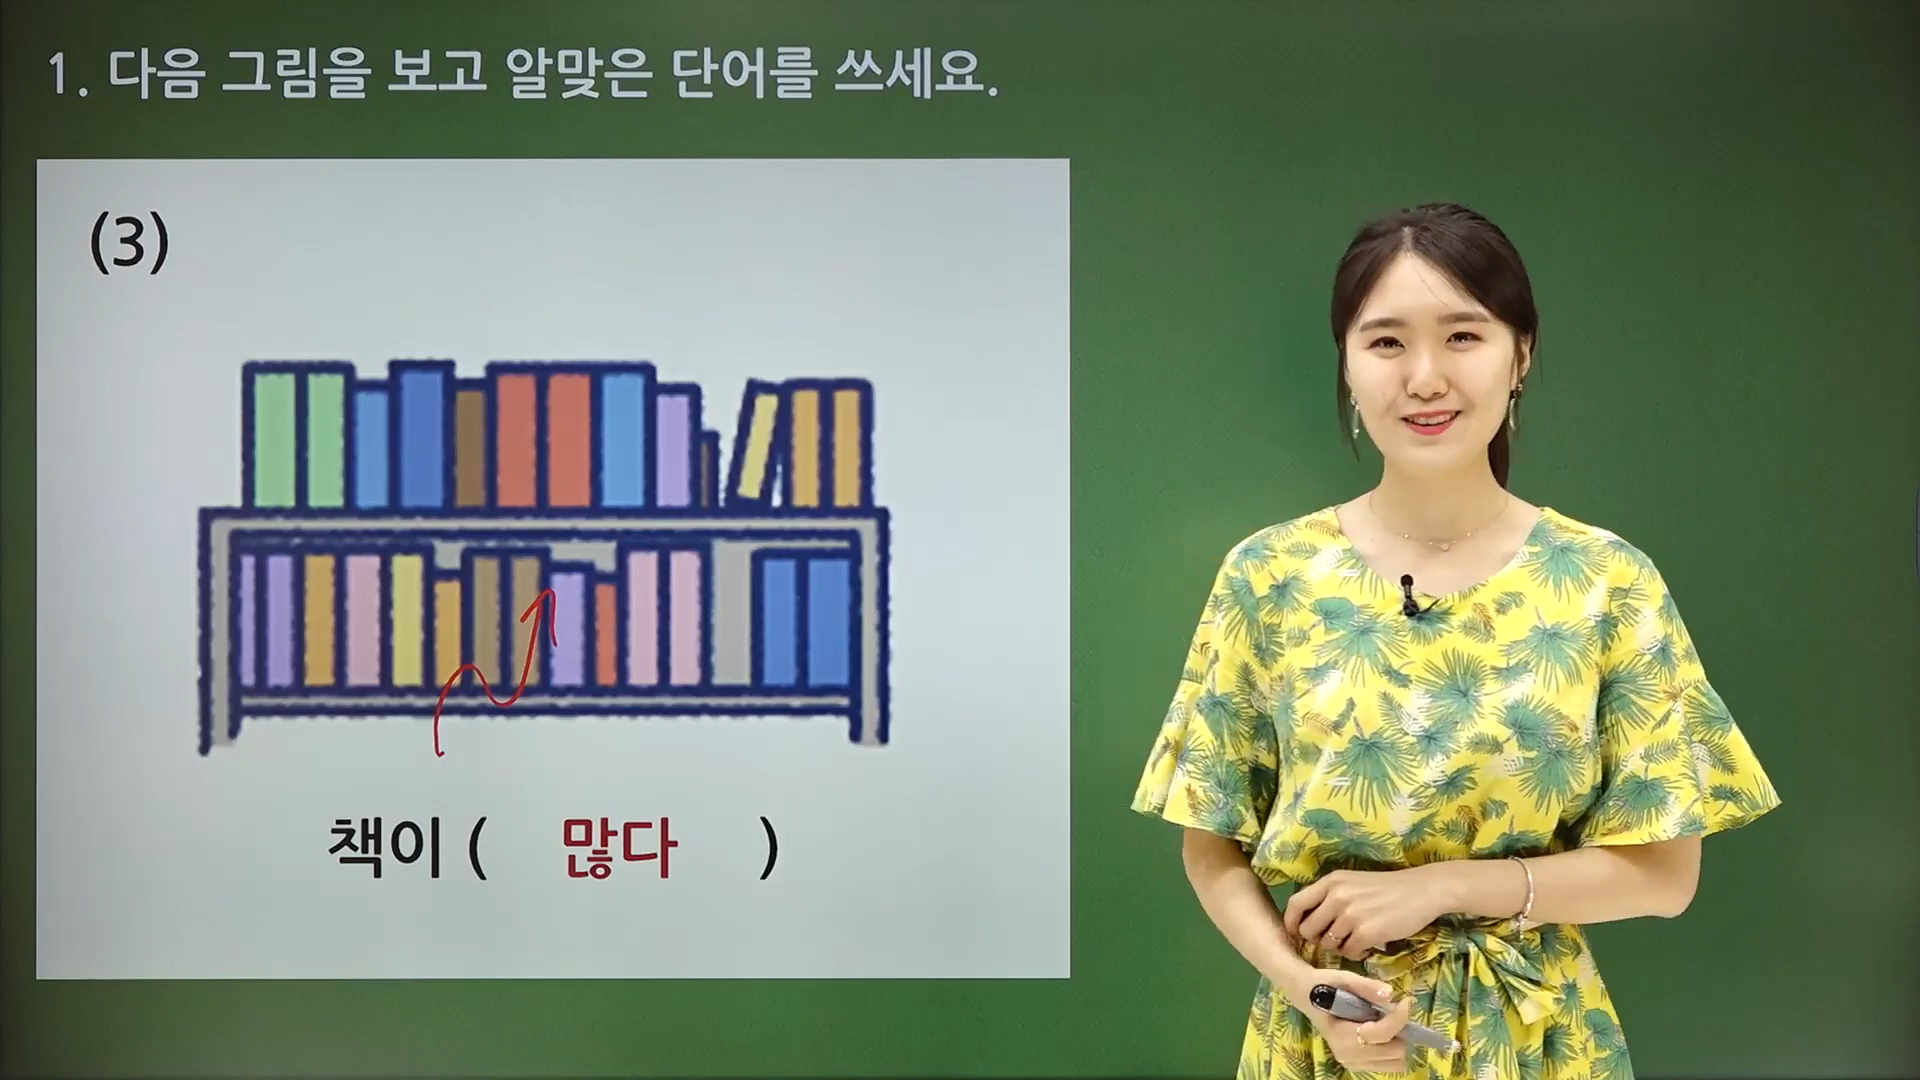 1. 다음 그림을 보고 알맞은 단어를 쓰세요.
(3)
책이 ( 많다 )